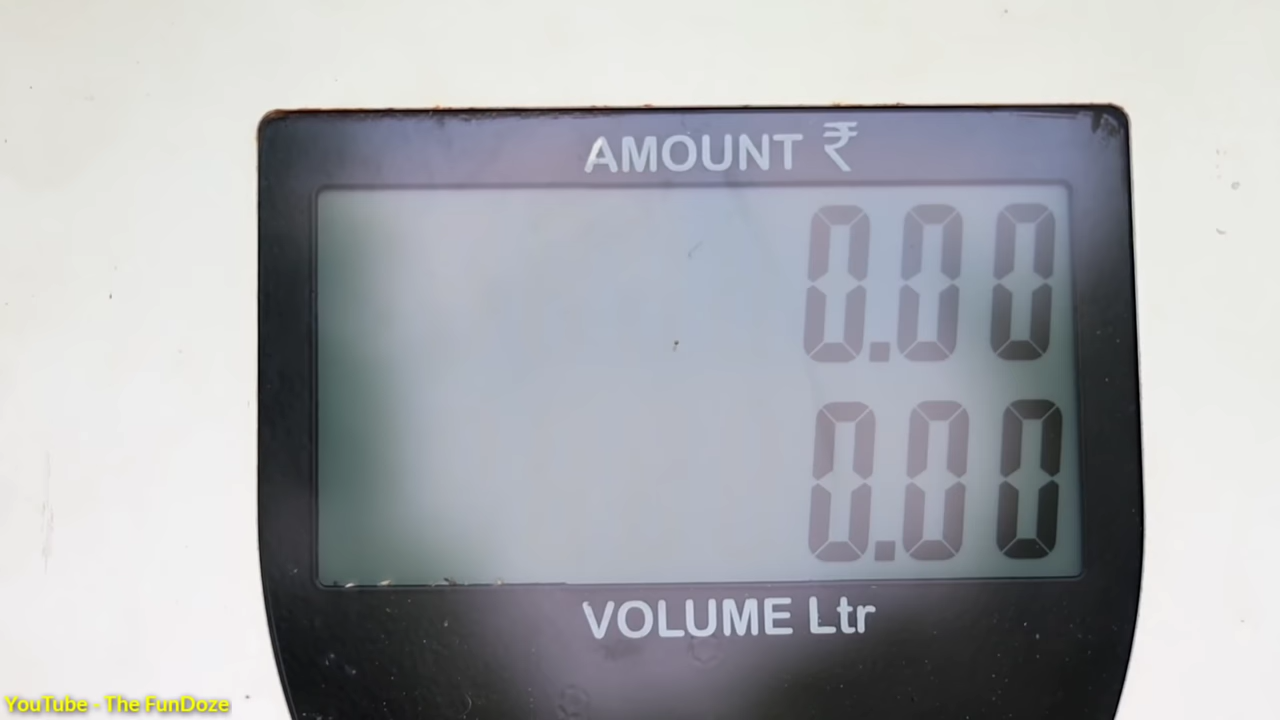 AMOUNT ₹
0.00
0.00
VOLUME Ltr
YouTube - The FunDoze